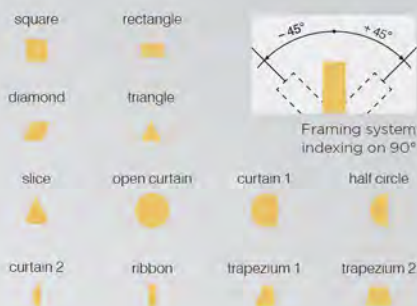 square rectangle
- 45° + 45°
diamond triangle
Framing system
indexing on 90°
slice open curtain curtain 1 half circle
curtain 2 ribbon trapezium 1 trapezium 2